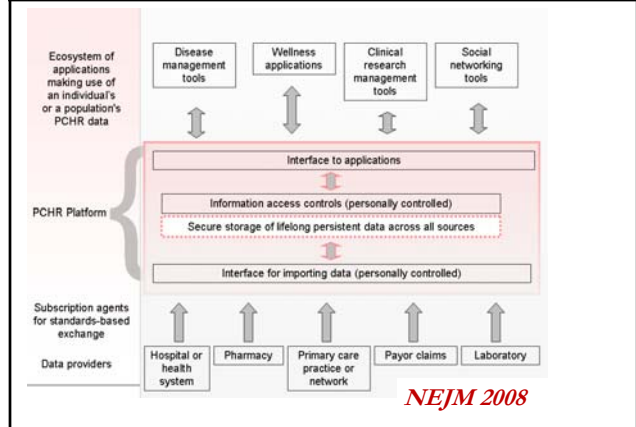 Ecosystem of
applications
making use of
an individual's
or a population's
PCHR data
Disease
management
tools
Wellness
applications
Clinical
research
management
tools
Social
networking
tools
PCHR Platform
Interface to applications
Information access controls (personally controlled)
Secure storage of lifelong persistent data across all sources
Interface for importing data (personally controlled)
Subscription agents
for standards-based
exchange
Data providers
Hospital or
health
system
Pharmacy
Primary care
practice or
network
Payor claims
Laboratory
NEJM 2008